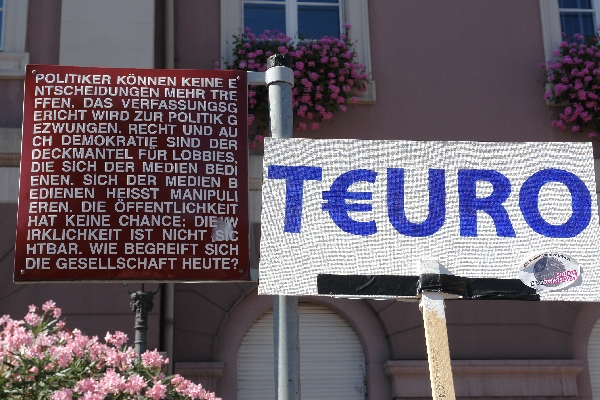 POLITIKER KÖNNEN KEINE E
NTSCHEIDUNGEN MEHR TRE
FFEN. DAS VERFASSUNGSG
ERICHT WIRD ZUR POLITIK G
EZWUNGEN. RECHT UND AU
CH DEMOKRATIE SIND DER
DECKMANTEL FÜR LOBBIES,
DIE SICH DER MEDIEN BEDI
ENEN. SICH DER MEDIEN B
EDIENEN HEISST MANIPULI
EREN. DIE ÖFFENTLICHKEIT
HAT KEINE CHANCE: DIE W
IRKLICHKEIT IST NICHT SIC
HTBAR. WIE BEGREIFT SICH
DIE GESELLSCHAFT HEUTE?
T€URO